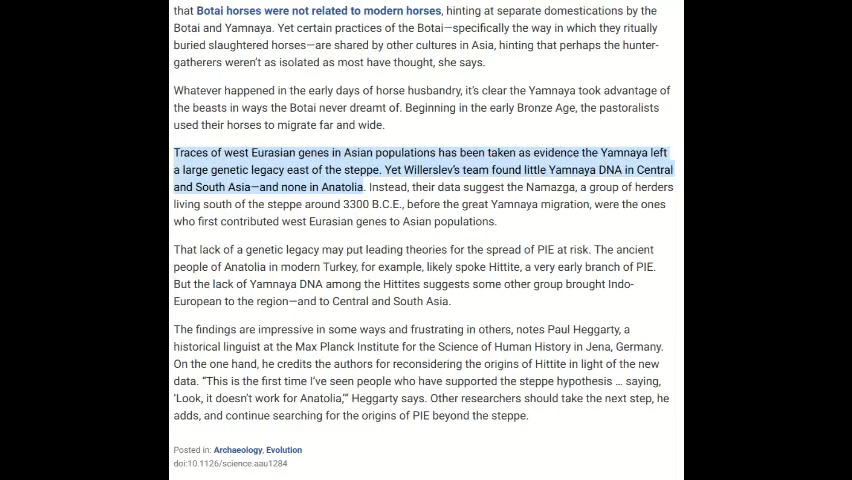 that Botai horses were not related to modern horses, hinting at separate domestications by the
Botai and Yamnaya. Yet certain practices of the Botai—specifically the way in which they ritually
buried slaughtered horses—are shared by other cultures in Asia, hinting that perhaps the hunter-
gatherers weren't as isolated as most have thought, she says.
Whatever happened in the early days of horse husbandry, it's clear the Yamnaya took advantage of
the beasts in ways the Botai never dreamt of. Beginning in the early Bronze Age, the pastoralists
used their horses to migrate far and wide.
Traces of west Eurasian genes in Asian populations has been taken as evidence the Yamnaya left
a large genetic legacy east of the steppe. Yet Willerslev's team found little Yamnaya DNA in Central
and South Asia—and none in Anatolia. Instead, their data suggest the Namazga, a group of herders
living south of the steppe around 3300 B.C.E., before the great Yamnaya migration, were the ones
who first contributed west Eurasian genes to Asian populations.
That lack of a genetic legacy may put leading theories for the spread of PIE at risk. The ancient
people of Anatolia in modern Turkey, for example, likely spoke Hittite, a very early branch of PIE.
But the lack of Yamnaya DNA among the Hittites suggests some other group brought Indo-
European to the region—and to Central and South Asia.
The findings are impressive in some ways and frustrating in others, notes Paul Heggarty, a
historical linguist at the Max Planck Institute for the Science of Human History in Jena, Germany.
On the one hand, he credits the authors for reconsidering the origins of Hittite in light of the new
data. "This is the first time I've seen people who have supported the steppe hypothesis … saying,
'Look, it doesn't work for Anatolia,'" Heggarty says. Other researchers should take the next step, he
adds, and continue searching for the origins of PIE beyond the steppe.
Posted in: Archaeology, Evolution
doi:10.1126/science.aau1284